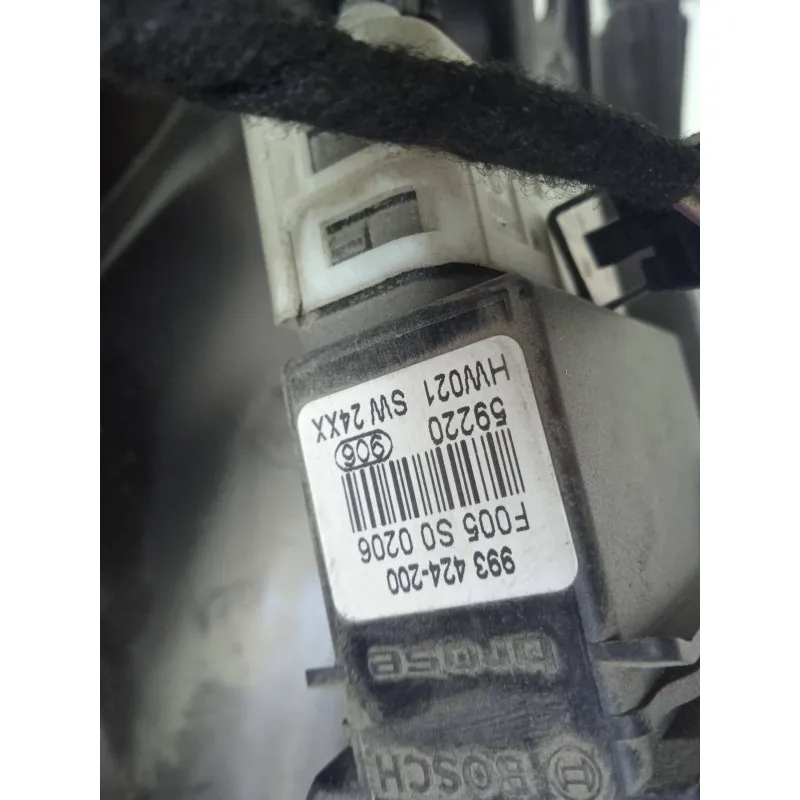 BOSCH
brose
993 424-200
F005 S0 0206
59220 906
HW021 SW 24XX